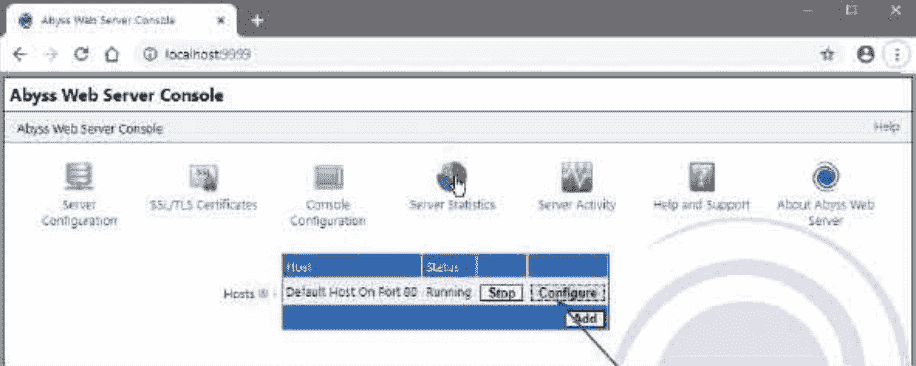 Abyss Web Server Console
localhost:9999
Abyss Web Server Console
Abyss Web Server Console Help
Server Configuration
SSL/TLS Certificates
Console Configuration
Server Statistics
Server Activity
Help and Support
About Abyss Web Server
Host Status
Hosts Default Host On Port 80 Running Stop Configure
Add